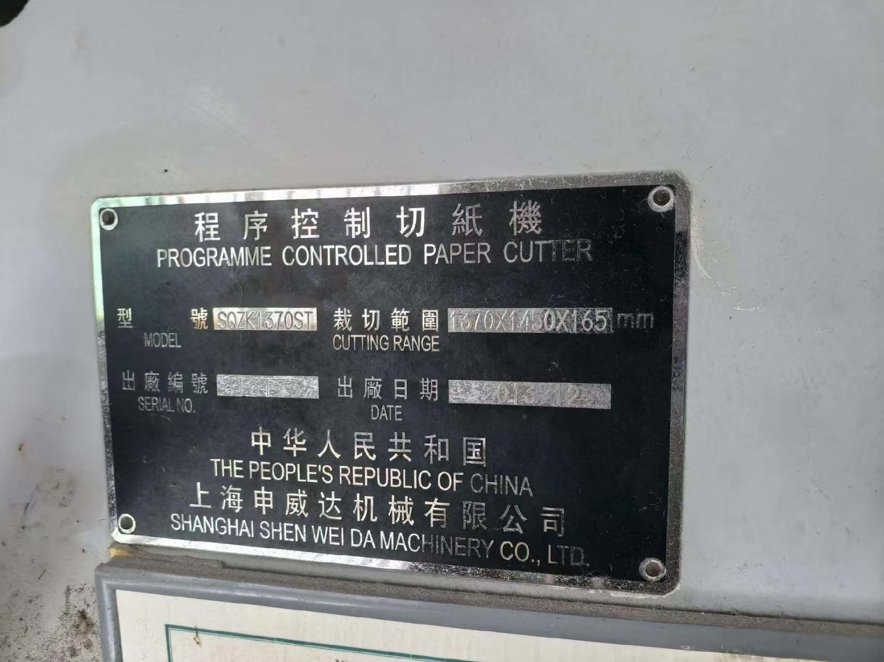 程序控制切紙機
PROGRAMME CONTROLLED PAPER CUTTER
型 號 SQZK1370ST 裁切範圍 1370X1450X165 mm
MODEL CUTTING RANGE
出廠編號 出廠日期
SERIAL NO. DATE
中华人民共和国
THE PEOPLE'S REPUBLIC OF CHINA
上海申威达机械有限公司
SHANGHAI SHEN WEI DA MACHINERY CO., LTD.